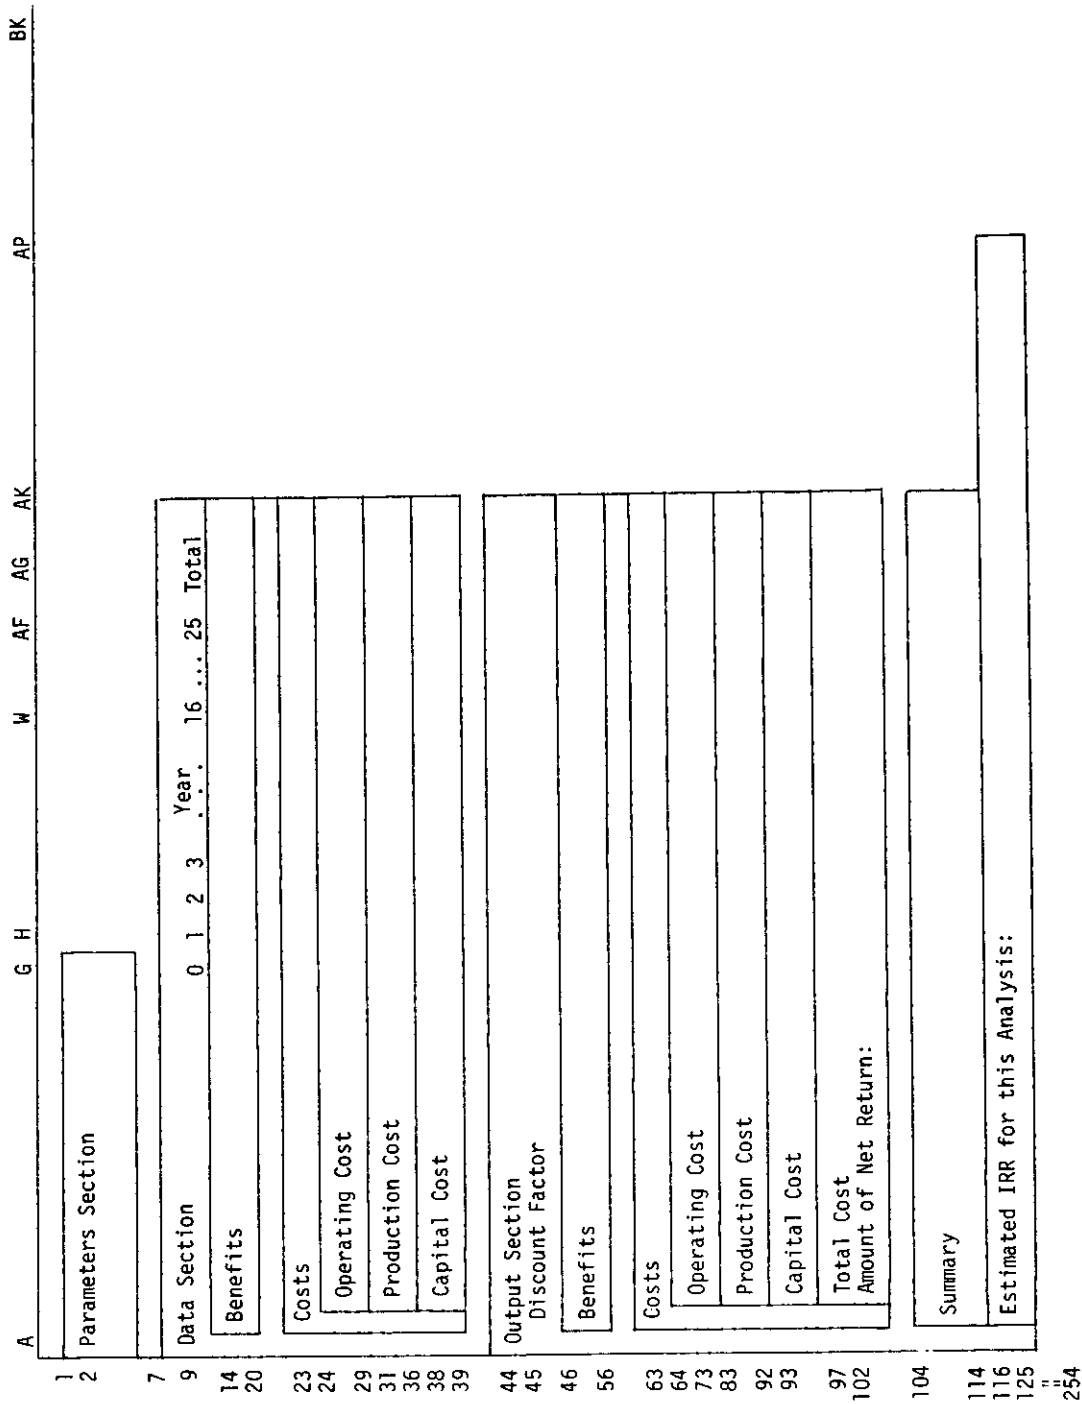 A G H W AF AG AK AP BK
1
2 Parameters Section
7
9 Data Section 0 1 2 3 Year .... 16 ... 25 Total
14 Benefits
20
23 Costs
24
29 Operating Cost
31 Production Cost
36
38 Capital Cost
39
44 Output Section
45 Discount Factor
46 Benefits
56
63 Costs
64
73 Operating Cost
83 Production Cost
92
93 Capital Cost
97 Total Cost
102 Amount of Net Return:
104 Summary
114
116 Estimated IRR for this Analysis:
125
"
254